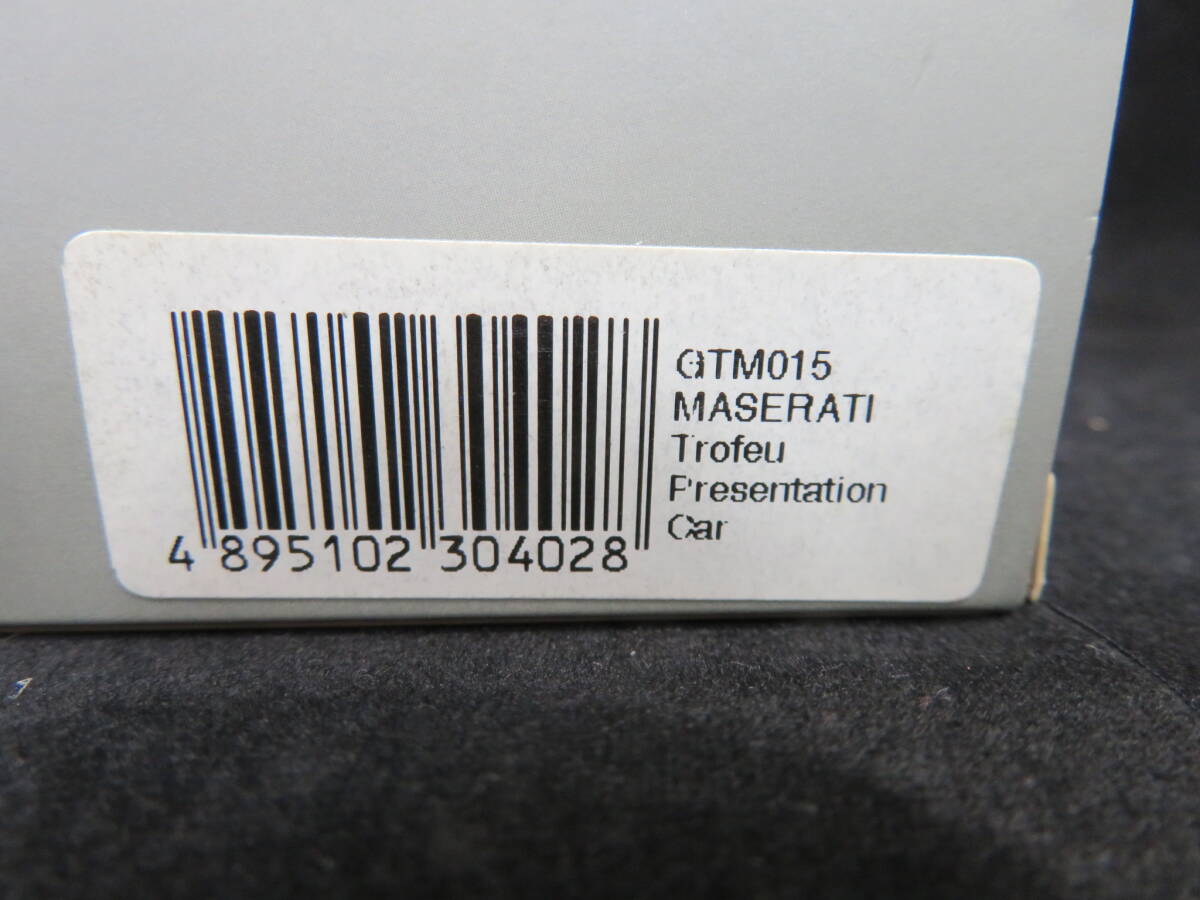 GTM015
MASERATI
Trofeu
Presentation
Car
4 895102 304028